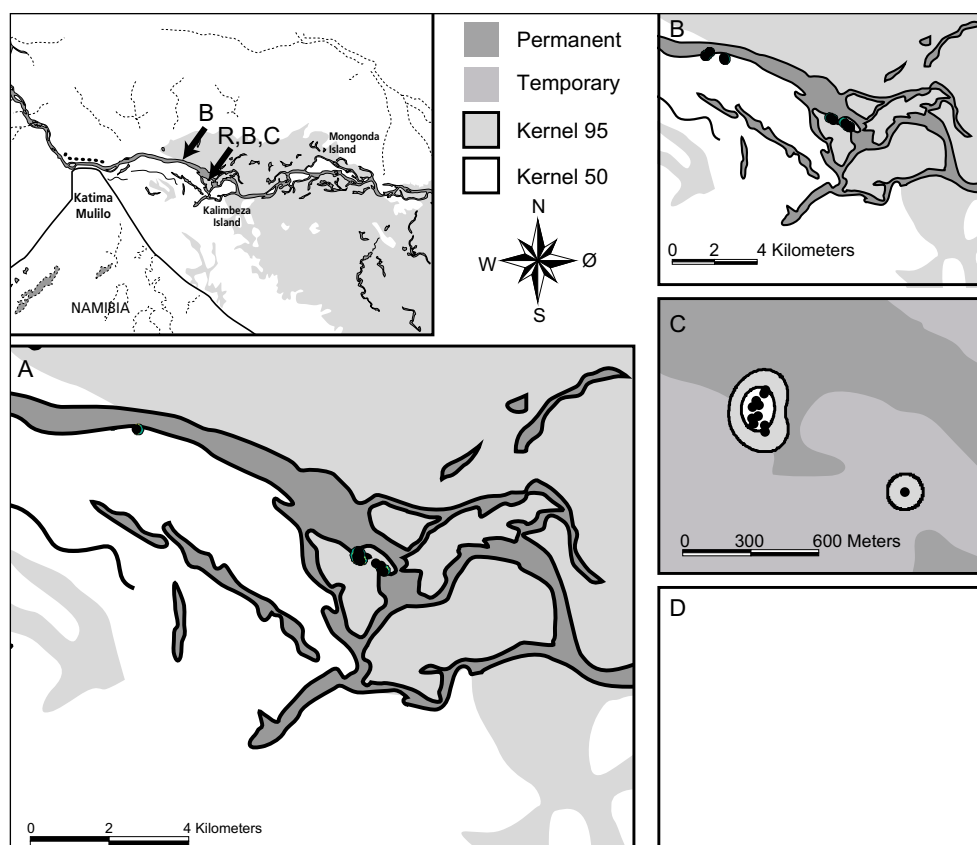 B
R,B,C
Mongonda
Island
Katima
Mulilo
Kalimbeza
Island
NAMIBIA
Permanent
Temporary
Kernel 95
Kernel 50
N
W
Ø
S
B
0 2 4 Kilometers
A
0 2 4 Kilometers
C
0 300 600 Meters
D